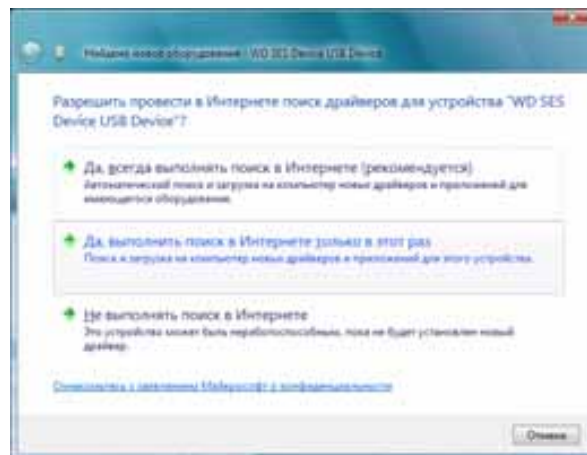 Найдено новое оборудование - WD SES Device USB Device
Разрешить провести в Интернете поиск драйверов для устройства "WD SES
Device USB Device"?
Да, всегда выполнять поиск в Интернете (рекомендуется)
Автоматический поиск и загрузка на компьютер новых драйверов и приложений для
имеющегося оборудования.
Да, выполнить поиск в Интернете только в этот раз
Поиск и загрузка на компьютер новых драйверов и приложений для этого устройства.
Не выполнять поиск в Интернете
Это устройство может быть неработоспособным, пока не будет установлен новый
драйвер.
Ознакомьтесь с заявлением Майкрософт о конфиденциальности
Отмена